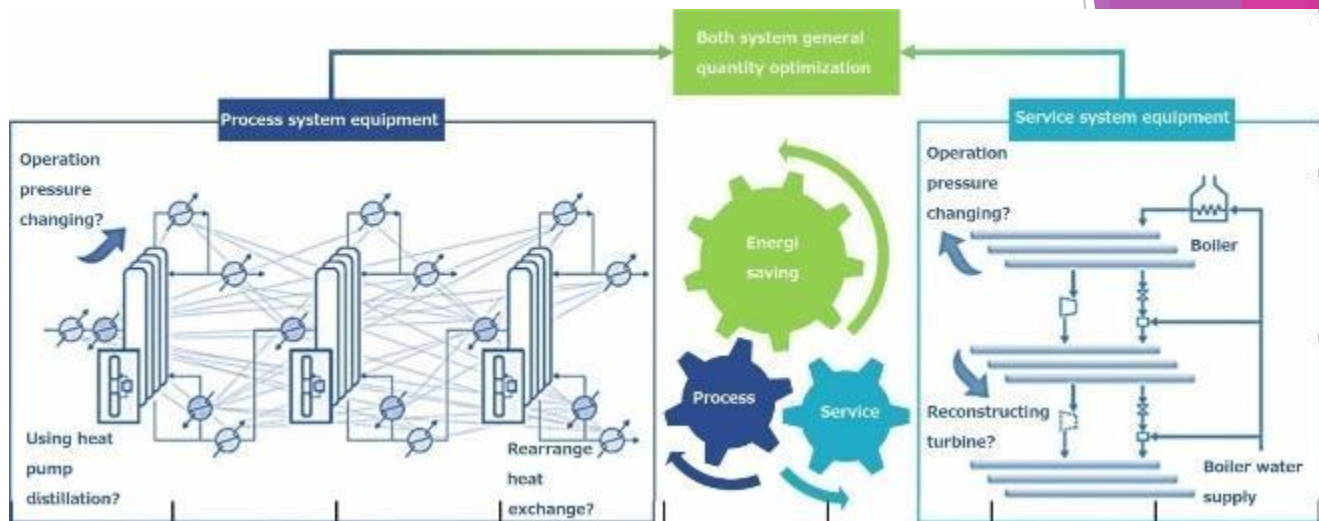 Both system general
quantity optimization
Process system equipment
Service system equipment
Operation
pressure
changing?
Using heat
pump
distillation?
Rearrange
heat
exchange?
Energi
saving
Process
Service
Operation
pressure
changing?
Boiler
Reconstructing
turbine?
Boiler water
supply